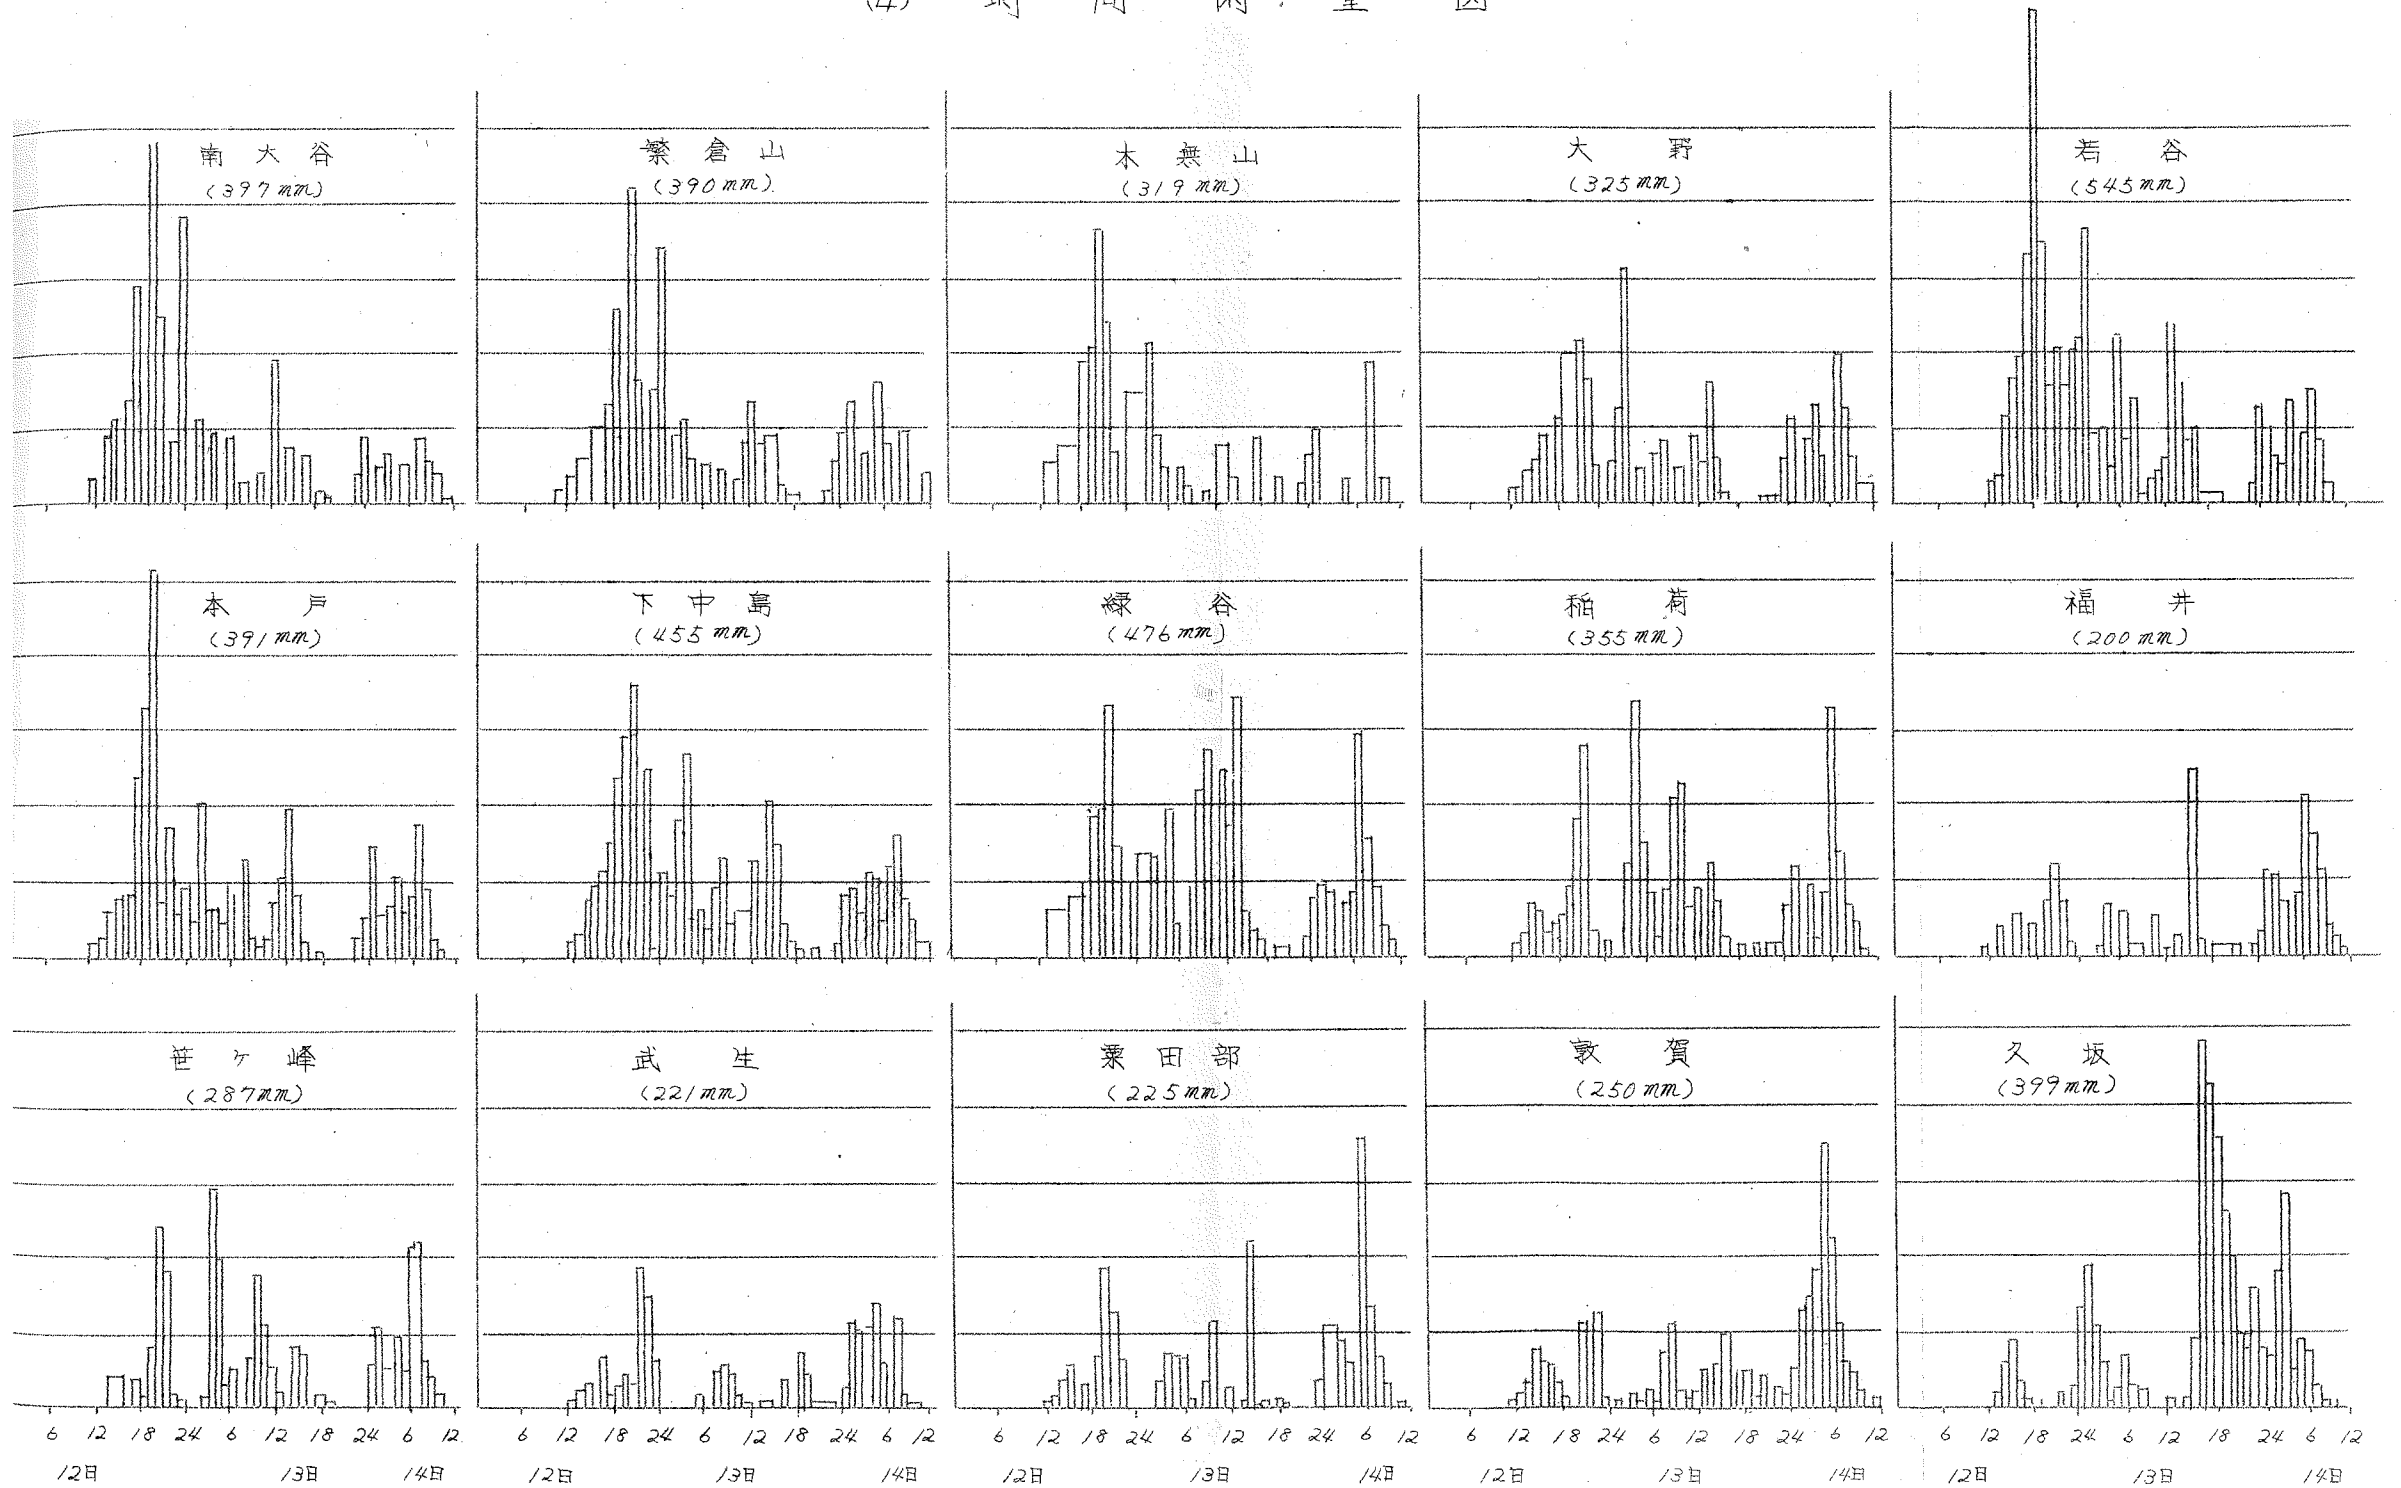 (4) 時間雨量図
南大谷 繁倉山 木無山 大野 若谷
(397mm) (390mm) (319mm) (325mm) (545mm)
本戸 下中島 緑谷 稲荷 福井
(391mm) (455mm) (476mm) (355mm) (200mm)
笹ヶ峰 武生 粟田部 敦賀 久坂
(287mm) (221mm) (225mm) (250mm) (399mm)
6 12 18 24 6 12 18 24 6 12 6 12 18 24 6 12 18 24 6 12 6 12 18 24 6 12 18 24 6 12 6 12 18 24 6 12 18 24 6 12 6 12 18 24 6 12 18 24 6 12
12日 13日 14日 12日 13日 14日 12日 13日 14日 12日 13日 14日 12日 13日 14日